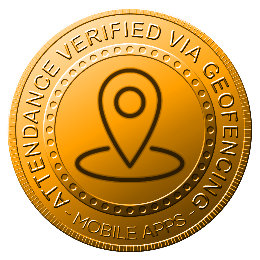 ATTENDANCE VERIFIED VIA GEOFENCING
- MOBILE APPS -